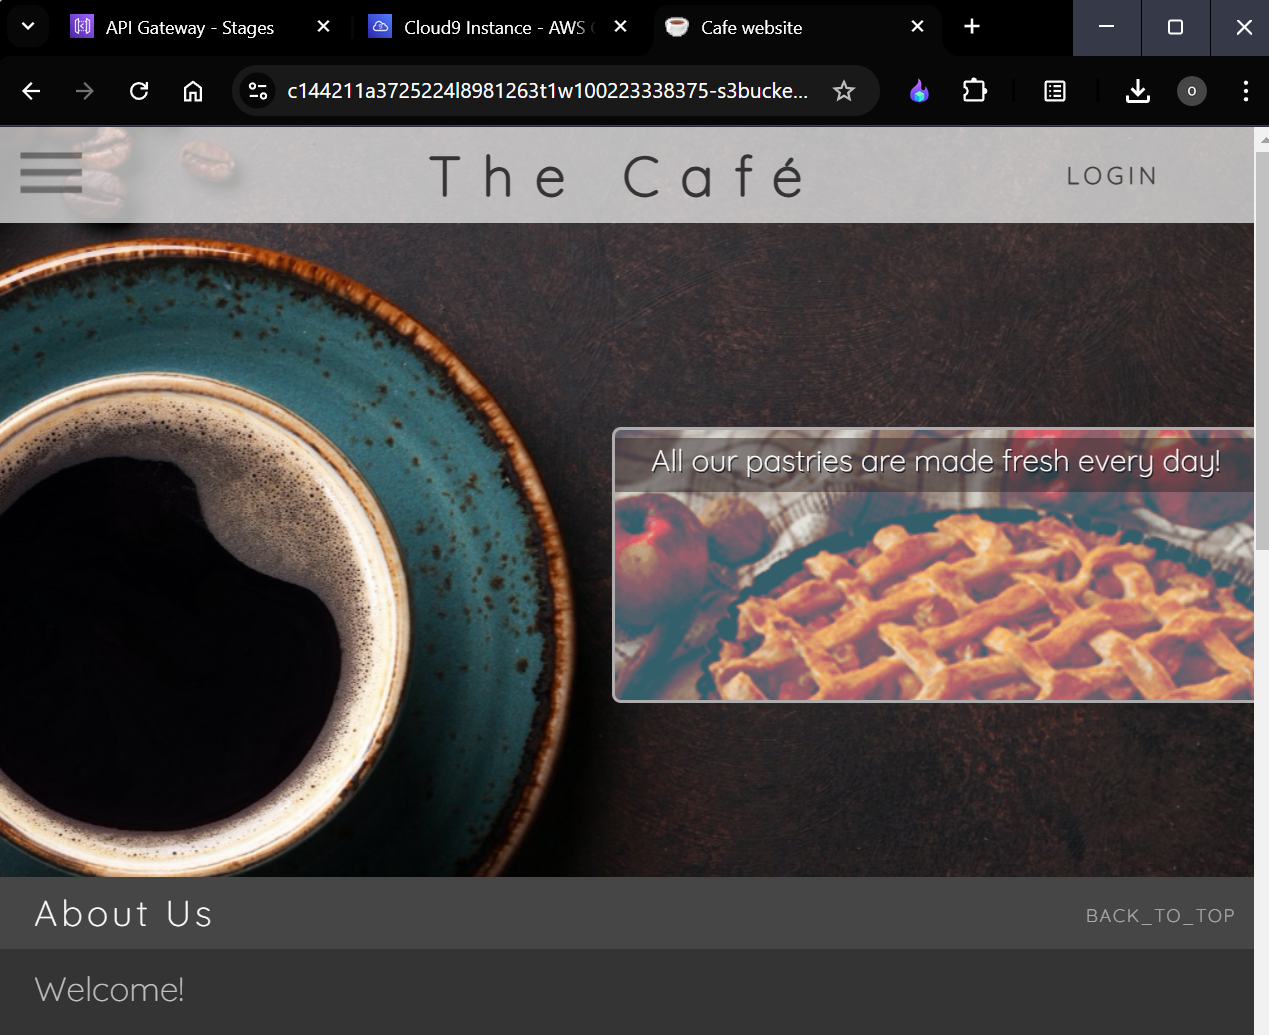 API Gateway - Stages
Cloud9 Instance - AWS
Cafe website
c144211a3725224l8981263t1w100223338375-s3bucke...
The Café
LOGIN
All our pastries are made fresh every day!
About Us
BACK_TO_TOP
Welcome!